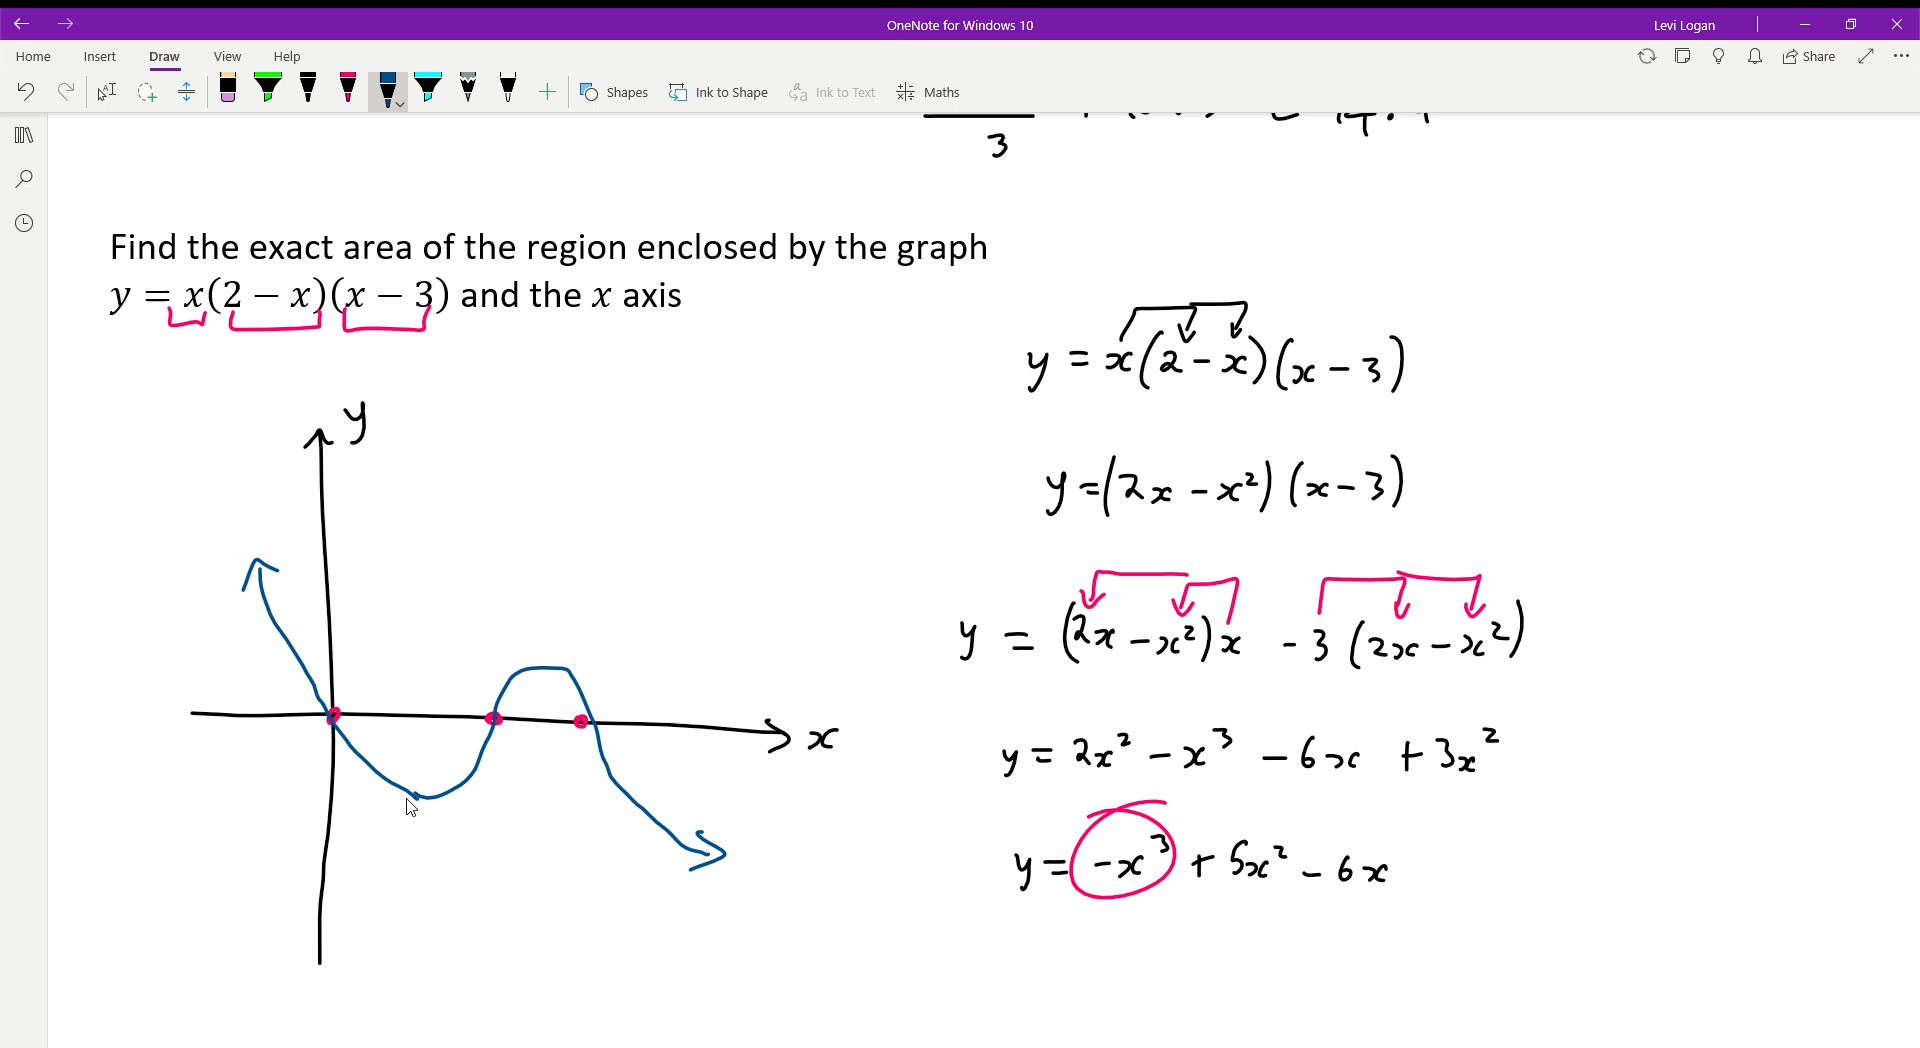 OneNote for Windows 10
Levi Logan
Home Insert Draw View Help
Share
Shapes Ink to Shape Ink to Text Maths
3
Find the exact area of the region enclosed by the graph
y = x(2 − x)(x − 3) and the x axis
y = x(2 - x)(x - 3)
y
y = (2x - x²)(x - 3)
y = (2x - x²)x - 3(2x - x²)
x
y = 2x² - x³ - 6x + 3x²
y = -x³ + 5x² - 6x